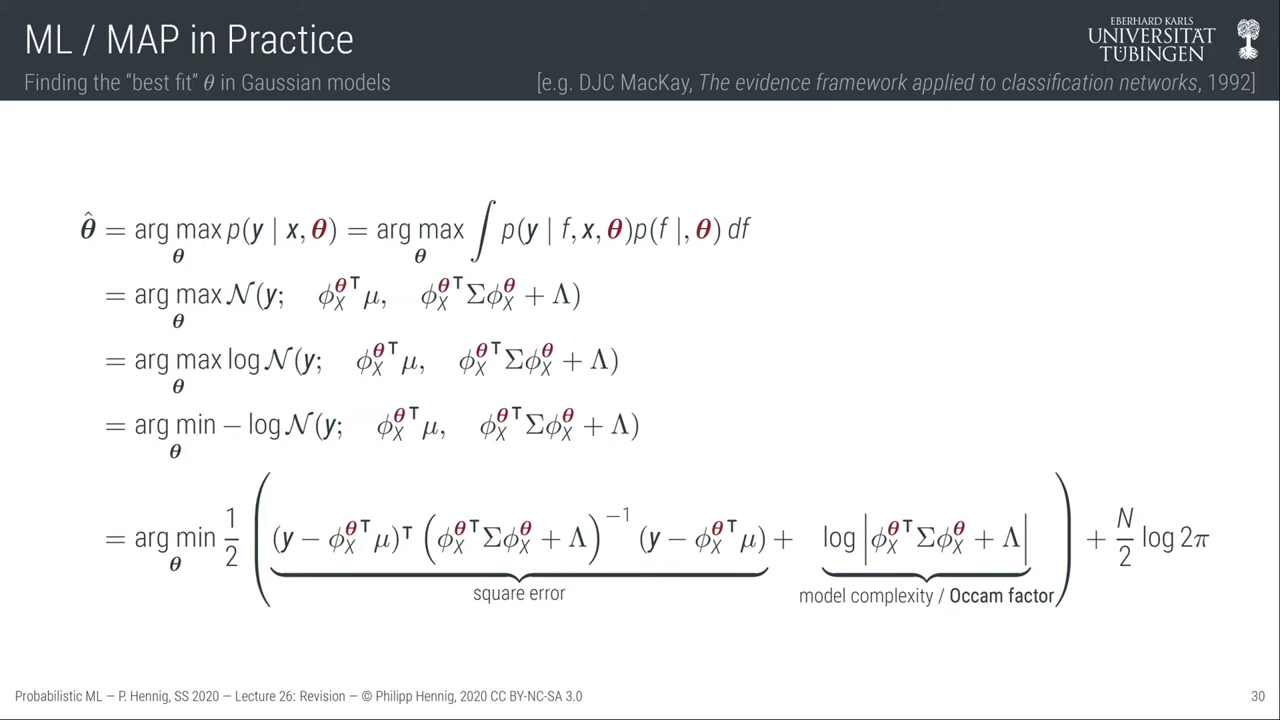 ML / MAP in Practice
EBERHARD KARLS
UNIVERSITÄT
TÜBINGEN
Finding the “best fit” θ in Gaussian models
[e.g. DJC MacKay, The evidence framework applied to classification networks, 1992]
θ̂ = arg max_θ p(y | x, θ) = arg max_θ ∫ p(y | f, x, θ)p(f |, θ) df
= arg max_θ 𝒩(y; ϕ_X^θ⊤ μ, ϕ_X^θ⊤ Σϕ_X^θ + Λ)
= arg max_θ log 𝒩(y; ϕ_X^θ⊤ μ, ϕ_X^θ⊤ Σϕ_X^θ + Λ)
= arg min_θ − log 𝒩(y; ϕ_X^θ⊤ μ, ϕ_X^θ⊤ Σϕ_X^θ + Λ)
= arg min_θ 1/2 ( (y − ϕ_X^θ⊤ μ)⊤ (ϕ_X^θ⊤ Σϕ_X^θ + Λ)^−1 (y − ϕ_X^θ⊤ μ) + log |ϕ_X^θ⊤ Σϕ_X^θ + Λ| ) + N/2 log 2π
square error
model complexity / Occam factor
Probabilistic ML — P. Hennig, SS 2020 — Lecture 26: Revision — © Philipp Hennig, 2020 CC BY-NC-SA 3.0
30